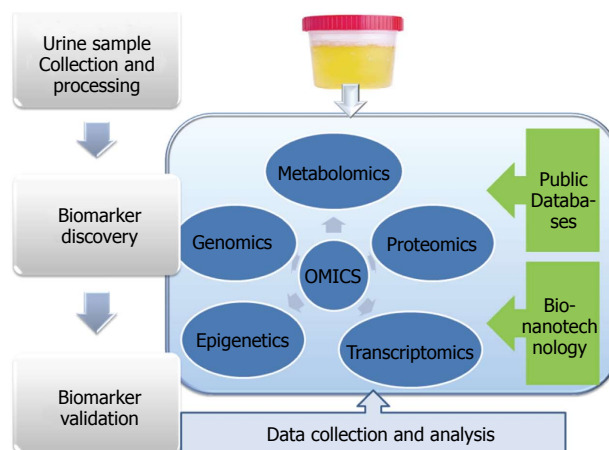 Urine sample
Collection and
processing
Biomarker
discovery
Biomarker
validation
Metabolomics
Genomics
Proteomics
OMICS
Epigenetics
Transcriptomics
Public
Databa-
ses
Bio-
nanotech
nology
Data collection and analysis